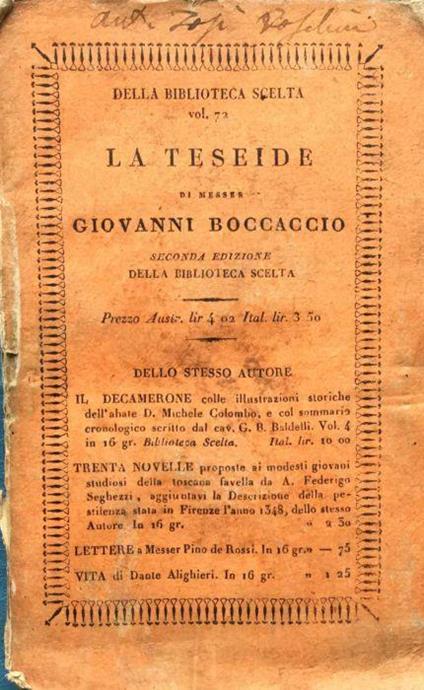 DELLA BIBLIOTECA SCELTA
vol. 72
LA TESEIDE
DI MESSER
GIOVANNI BOCCACCIO
SECONDA EDIZIONE
DELLA BIBLIOTECA SCELTA
Prezzo Austr. lir 4 02 Ital. lir. 3 50
DELLO STESSO AUTORE
IL DECAMERONE colle illustrazioni storiche
dell'abate D. Michele Colombo, e col sommario
cronologico scritto dal cav. G. B. Baldelli. Vol. 4
in 16 gr. Biblioteca Scelta. Ital. lir. 10 00
TRENTA NOVELLE proposte ai modesti giovani
studiosi della toscana favella da A. Federigo
Seghezzi, aggiuntavi la Descrizione della pe-
stilenza stata in Firenze l'anno 1348, dello stesso
Autore. In 16 gr. " 2 30
LETTERE a Messer Pino de Rossi. In 16 gr. " — 75
VITA di Dante Alighieri. In 16 gr. " 1 25